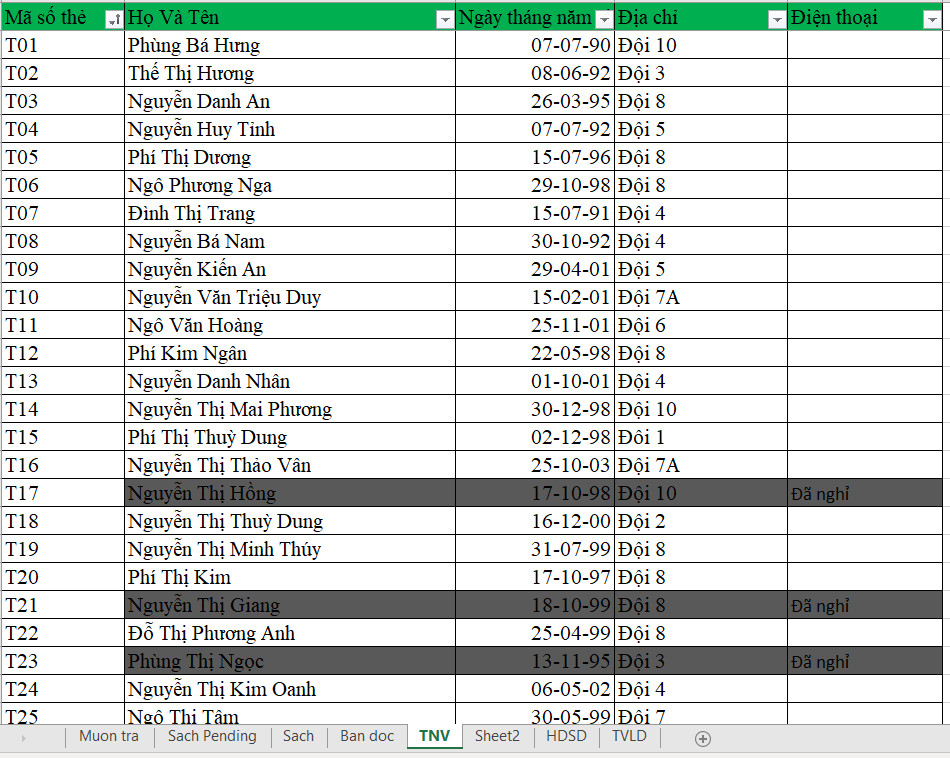 Mã số thẻ Họ Và Tên Ngày tháng năm Địa chỉ Điện thoại
T01 Phùng Bá Hưng 07-07-90 Đội 10
T02 Thế Thị Hương 08-06-92 Đội 3
T03 Nguyễn Danh An 26-03-95 Đội 8
T04 Nguyễn Huy Tỉnh 07-07-92 Đội 5
T05 Phí Thị Dương 15-07-96 Đội 8
T06 Ngô Phương Nga 29-10-98 Đội 8
T07 Đình Thị Trang 15-07-91 Đội 4
T08 Nguyễn Bá Nam 30-10-92 Đội 4
T09 Nguyễn Kiến An 29-04-01 Đội 5
T10 Nguyễn Văn Triệu Duy 15-02-01 Đội 7A
T11 Ngô Văn Hoàng 25-11-01 Đội 6
T12 Phí Kim Ngân 22-05-98 Đội 8
T13 Nguyễn Danh Nhân 01-10-01 Đội 4
T14 Nguyễn Thị Mai Phương 30-12-98 Đội 10
T15 Phí Thị Thuỳ Dung 02-12-98 Đôi 1
T16 Nguyễn Thị Thảo Vân 25-10-03 Đội 7A
T17 Nguyễn Thị Hồng 17-10-98 Đội 10 Đã nghỉ
T18 Nguyễn Thị Thuỳ Dung 16-12-00 Đội 2
T19 Nguyễn Thị Minh Thúy 31-07-99 Đội 8
T20 Phí Thị Kim 17-10-97 Đội 8
T21 Nguyễn Thị Giang 18-10-99 Đội 8 Đã nghỉ
T22 Đỗ Thị Phương Anh 25-04-99 Đội 8
T23 Phùng Thị Ngọc 13-11-95 Đội 3 Đã nghỉ
T24 Nguyễn Thị Kim Oanh 06-05-02 Đội 4
T25 Ngô Thị Tâm 30-05-99 Đội 7
Muon tra Sach Pending Sach Ban doc TNV Sheet2 HDSD TVLD